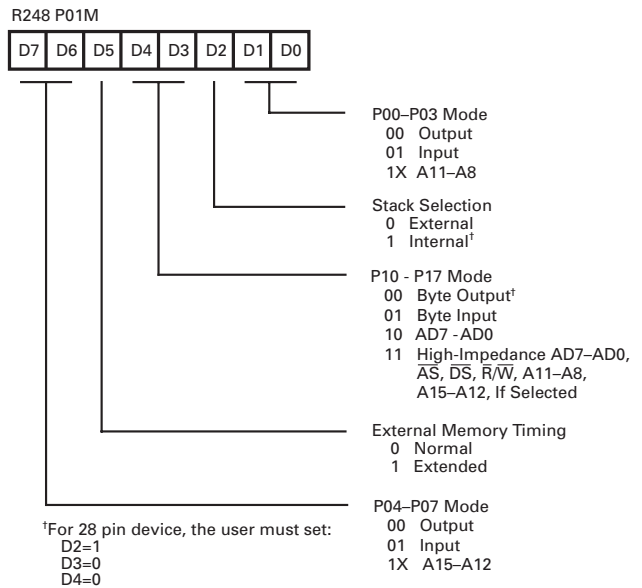 R248 P01M
D7 D6 D5 D4 D3 D2 D1 D0
P00–P03 Mode
00 Output
01 Input
1X A11–A8
Stack Selection
0 External
1 Internal†
P10 - P17 Mode
00 Byte Output†
01 Byte Input
10 AD7 - AD0
11 High-Impedance AD7–AD0,
A̅S̅, D̅S̅, R̅/W̅, A11–A8,
A15–A12, If Selected
External Memory Timing
0 Normal
1 Extended
P04–P07 Mode
00 Output
01 Input
1X A15–A12
†For 28 pin device, the user must set:
D2=1
D3=0
D4=0